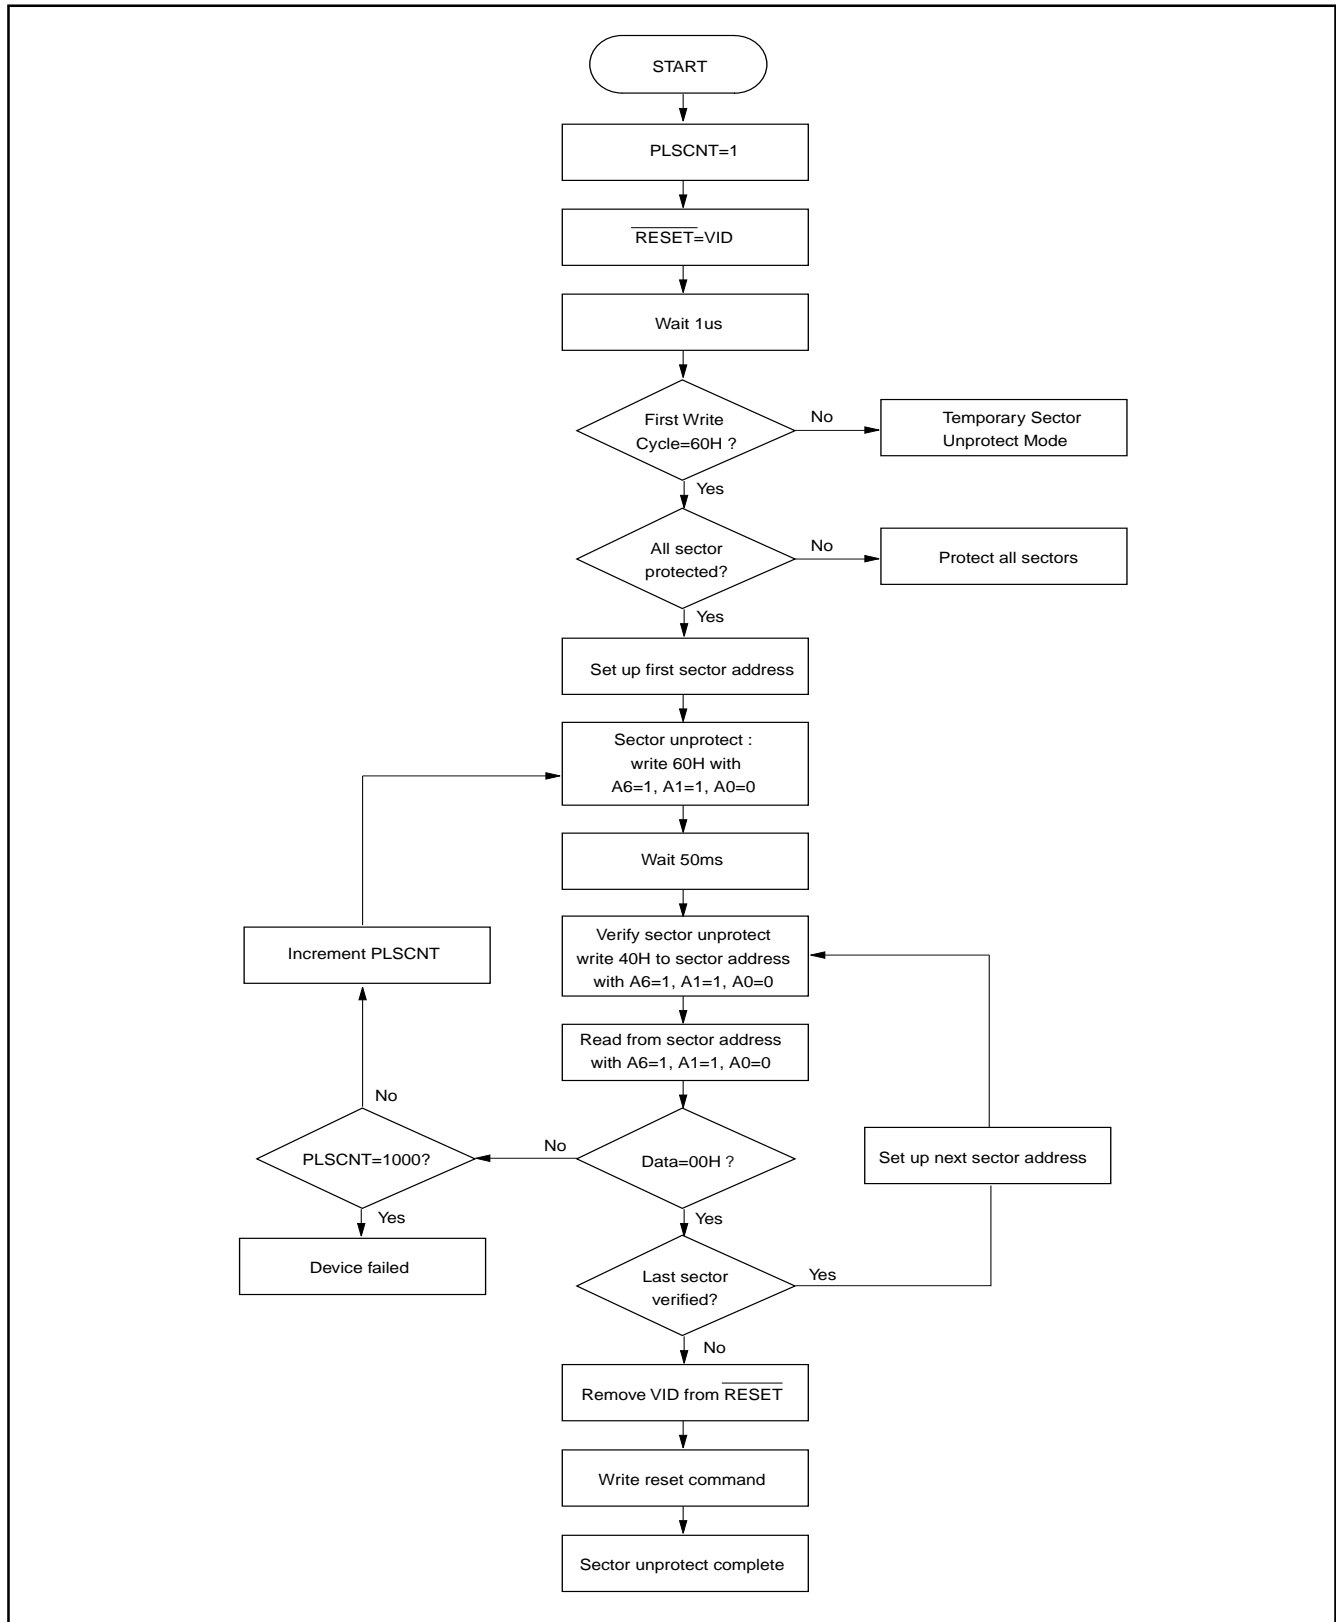 START
PLSCNT=1
RESET=VID
Wait 1us
First Write
Cycle=60H ?
No
Temporary Sector
Unprotect Mode
Yes
All sector
protected?
No
Protect all sectors
Yes
Set up first sector address
Sector unprotect :
write 60H with
A6=1, A1=1, A0=0
Wait 50ms
Increment PLSCNT
Verify sector unprotect
write 40H to sector address
with A6=1, A1=1, A0=0
Read from sector address
with A6=1, A1=1, A0=0
No
PLSCNT=1000?
No
Data=00H ?
Set up next sector address
Yes
Yes
Device failed
Last sector
verified?
Yes
No
Remove VID from RESET
Write reset command
Sector unprotect complete